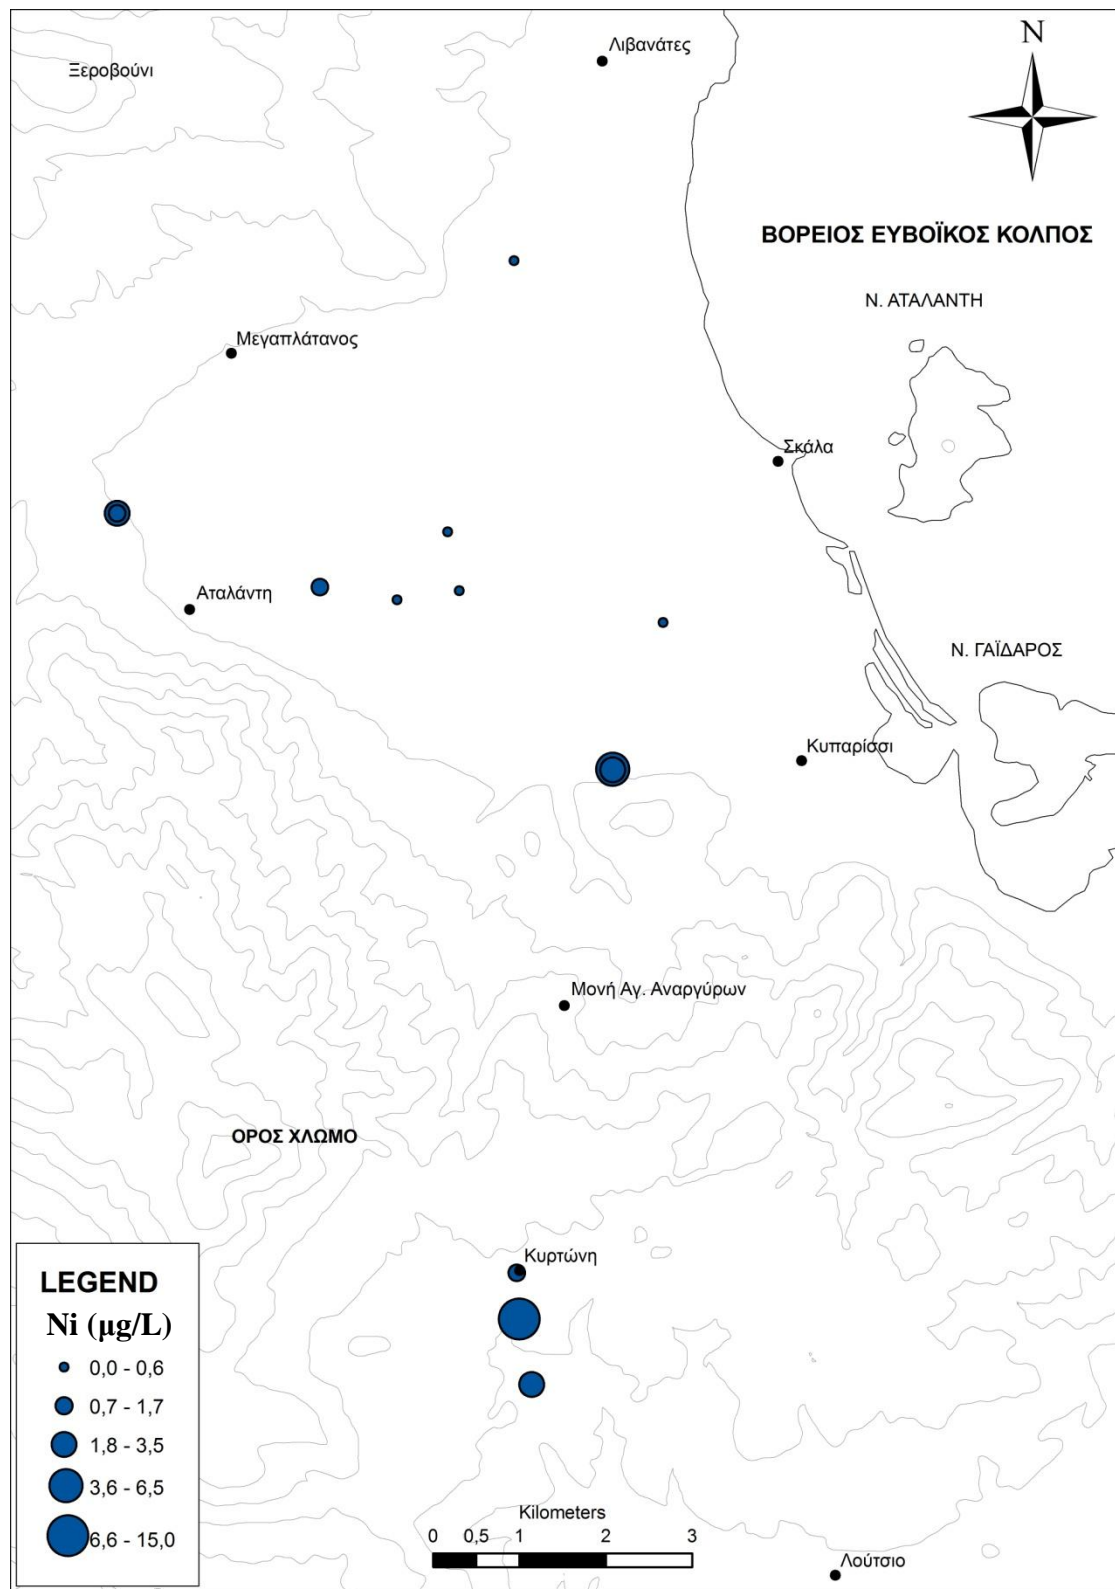 Λιβανάτες
N
Ξεροβούνι
ΒΟΡΕΙΟΣ ΕΥΒΟΪΚΟΣ ΚΟΛΠΟΣ
Ν. ΑΤΑΛΑΝΤΗ
Μεγαπλάτανος
Σκάλα
Αταλάντη
Ν. ΓΑΪΔΑΡΟΣ
Κυπαρίσσι
Μονή Αγ. Αναργύρων
ΟΡΟΣ ΧΛΩΜΟ
Κυρτώνη
LEGEND
Ni (μg/L)
0,0 - 0,6
0,7 - 1,7
1,8 - 3,5
3,6 - 6,5
6,6 - 15,0
Kilometers
0 0,5 1 2 3
Λούτσιο